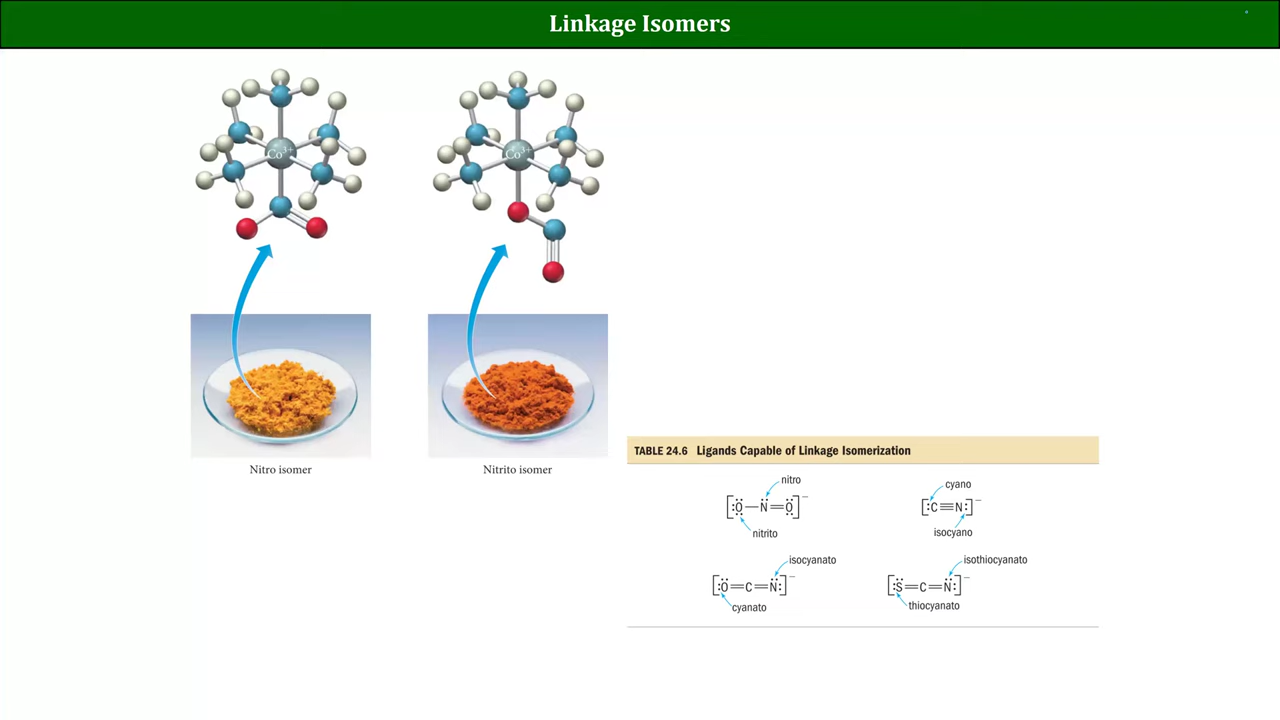 Linkage Isomers
Co³⁺
Co³⁺
Nitro isomer
Nitrito isomer
TABLE 24.6 Ligands Capable of Linkage Isomerization
nitro
[:Ö—N̈=Ö]⁻
nitrito
cyano
[:C≡N:]⁻
isocyano
isocyanato
[:Ö=C=N̈:]⁻
cyanato
isothiocyanato
[:S̈=C=N̈:]⁻
thiocyanato